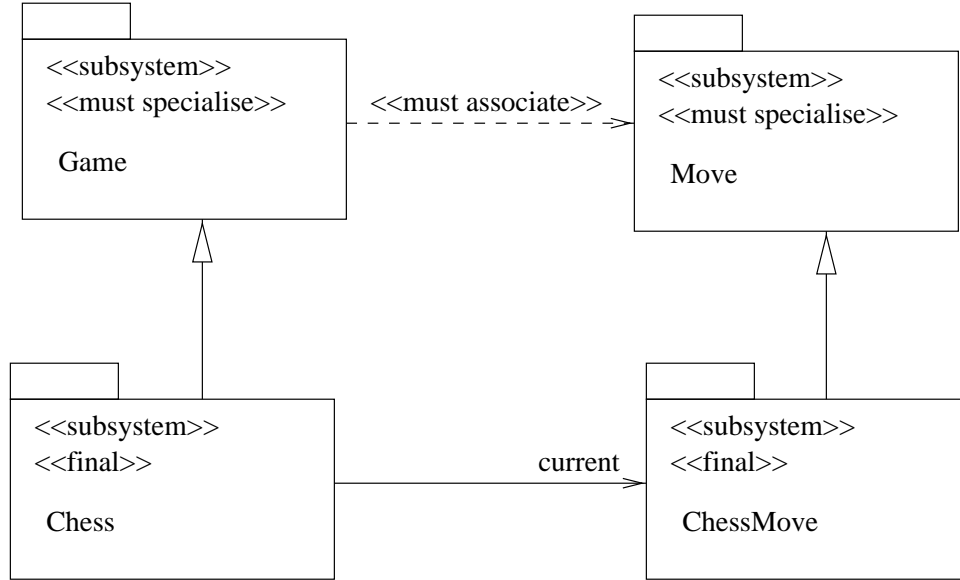 <<subsystem>>
<<must specialise>>
Game
<<must associate>>
<<subsystem>>
<<must specialise>>
Move
<<subsystem>>
<<final>>
Chess
current
<<subsystem>>
<<final>>
ChessMove